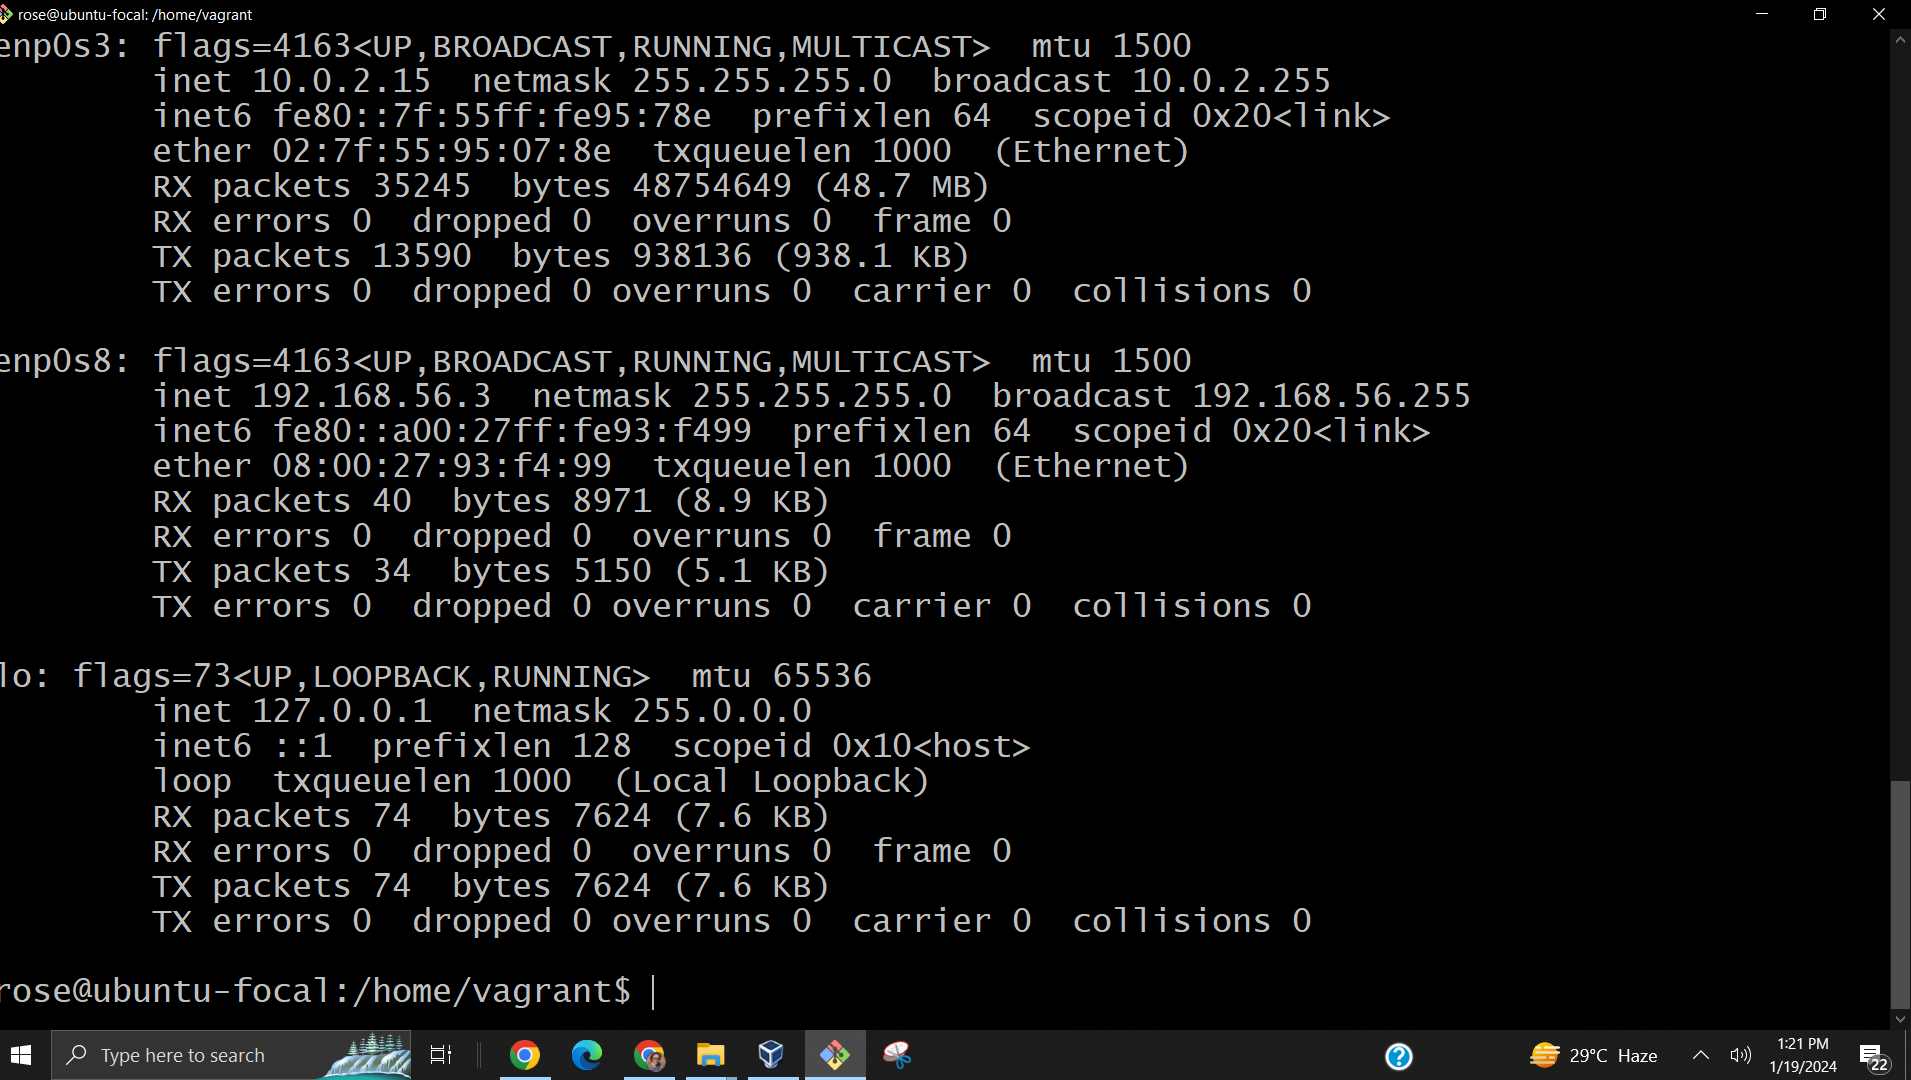 rose@ubuntu-focal: /home/vagrant
enp0s3: flags=4163<UP,BROADCAST,RUNNING,MULTICAST>  mtu 1500
        inet 10.0.2.15  netmask 255.255.255.0  broadcast 10.0.2.255
        inet6 fe80::7f:55ff:fe95:78e  prefixlen 64  scopeid 0x20<link>
        ether 02:7f:55:95:07:8e  txqueuelen 1000  (Ethernet)
        RX packets 35245  bytes 48754649 (48.7 MB)
        RX errors 0  dropped 0  overruns 0  frame 0
        TX packets 13590  bytes 938136 (938.1 KB)
        TX errors 0  dropped 0 overruns 0  carrier 0  collisions 0
enp0s8: flags=4163<UP,BROADCAST,RUNNING,MULTICAST>  mtu 1500
        inet 192.168.56.3  netmask 255.255.255.0  broadcast 192.168.56.255
        inet6 fe80::a00:27ff:fe93:f499  prefixlen 64  scopeid 0x20<link>
        ether 08:00:27:93:f4:99  txqueuelen 1000  (Ethernet)
        RX packets 40  bytes 8971 (8.9 KB)
        RX errors 0  dropped 0  overruns 0  frame 0
        TX packets 34  bytes 5150 (5.1 KB)
        TX errors 0  dropped 0 overruns 0  carrier 0  collisions 0
lo: flags=73<UP,LOOPBACK,RUNNING>  mtu 65536
        inet 127.0.0.1  netmask 255.0.0.0
        inet6 ::1  prefixlen 128  scopeid 0x10<host>
        loop  txqueuelen 1000  (Local Loopback)
        RX packets 74  bytes 7624 (7.6 KB)
        RX errors 0  dropped 0  overruns 0  frame 0
        TX packets 74  bytes 7624 (7.6 KB)
        TX errors 0  dropped 0 overruns 0  carrier 0  collisions 0
rose@ubuntu-focal:/home/vagrant$
Type here to search
29°C  Haze
1:21 PM
1/19/2024
22